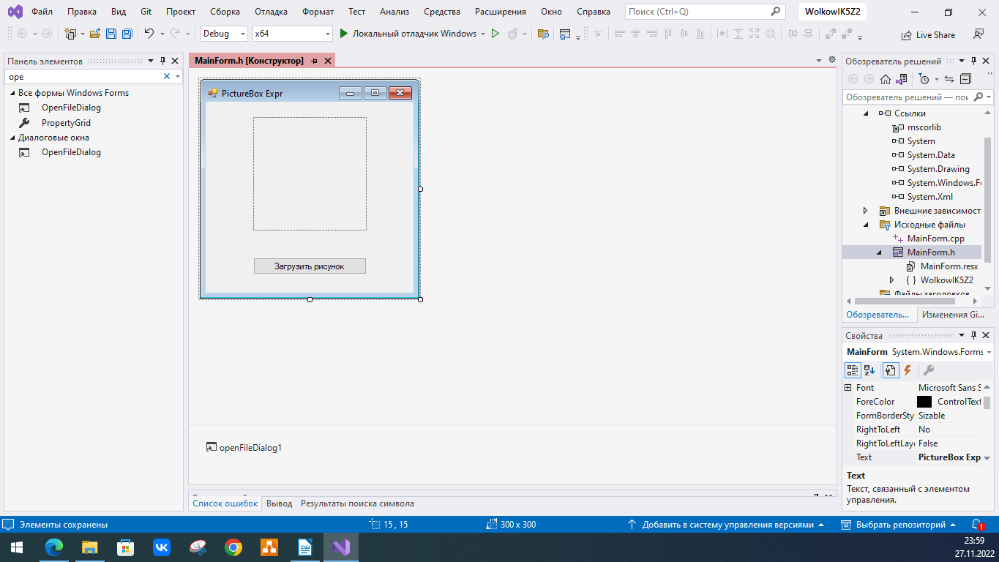 Файл Правка Вид Git Проект Сборка Отладка Формат Тест Анализ Средства Расширения Окно Справка Поиск (Ctrl+Q) WolkowIK5Z2
Debug x64 Локальный отладчик Windows Live Share
Панель элементов
ope
Все формы Windows Forms
OpenFileDialog
PropertyGrid
Диалоговые окна
OpenFileDialog
MainForm.h [Конструктор]
PictureBox Expr
Загрузить рисунок
openFileDialog1
Список ошибок Вывод Результаты поиска символа
Обозреватель решений
Обозреватель решений — пои
Ссылки
mscorlib
System
System.Data
System.Drawing
System.Windows.Fo
System.Xml
Внешние зависимост
Исходные файлы
MainForm.cpp
MainForm.h
MainForm.resx
{ } WolkowIK5Z2
Файлы заголовков
Обозреватель... Изменения Gi...
Свойства
MainForm System.Windows.Forms
Font Microsoft Sans S
ForeColor ControlText
FormBorderSty Sizable
RightToLeft No
RightToLeftLay False
Text PictureBox Exp
Text
Текст, связанный с элементом
управления.
Элементы сохранены 15 , 15 300 x 300 Добавить в систему управления версиями Выбрать репозиторий 1
23:59
27.11.2022